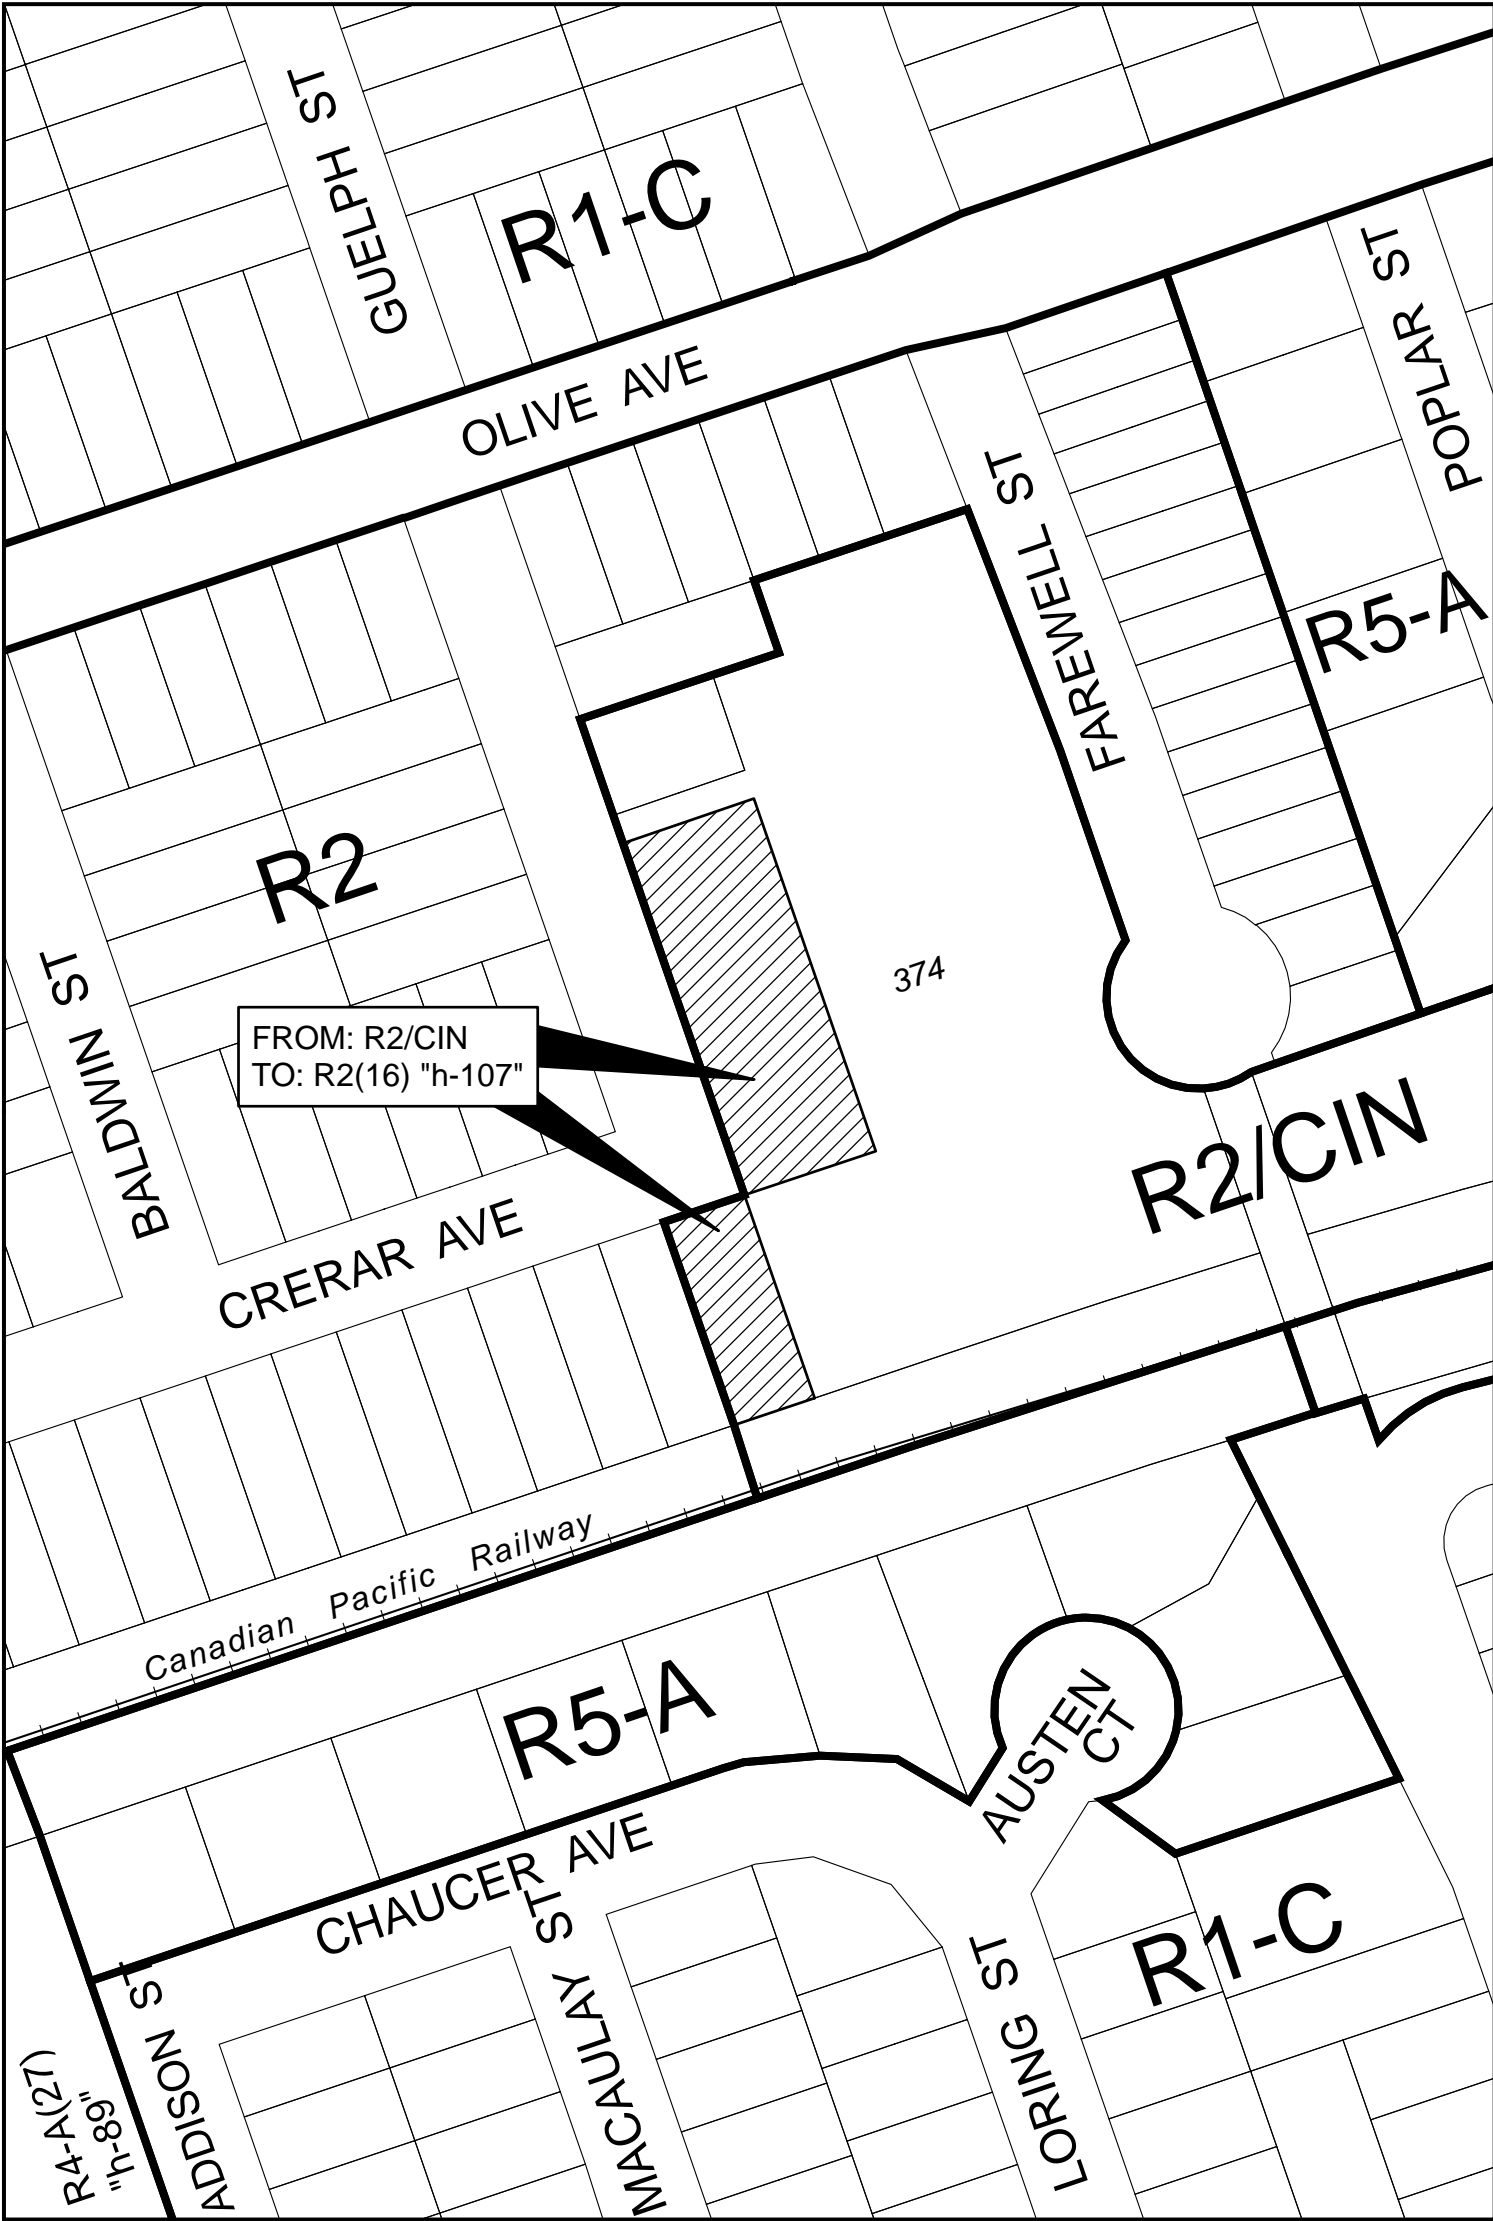 GUELPH ST
R1-C
OLIVE AVE
POPLAR ST
FAREWELL ST
R5-A
R2
374
BALDWIN ST
FROM: R2/CIN
TO: R2(16) "h-107"
R2/CIN
CRERAR AVE
Canadian Pacific Railway
R5-A
AUSTEN
CT
CHAUCER AVE
R1-C
ADDISON ST
MACAULAY ST
LORING ST
R4-A(27)
"h-89"